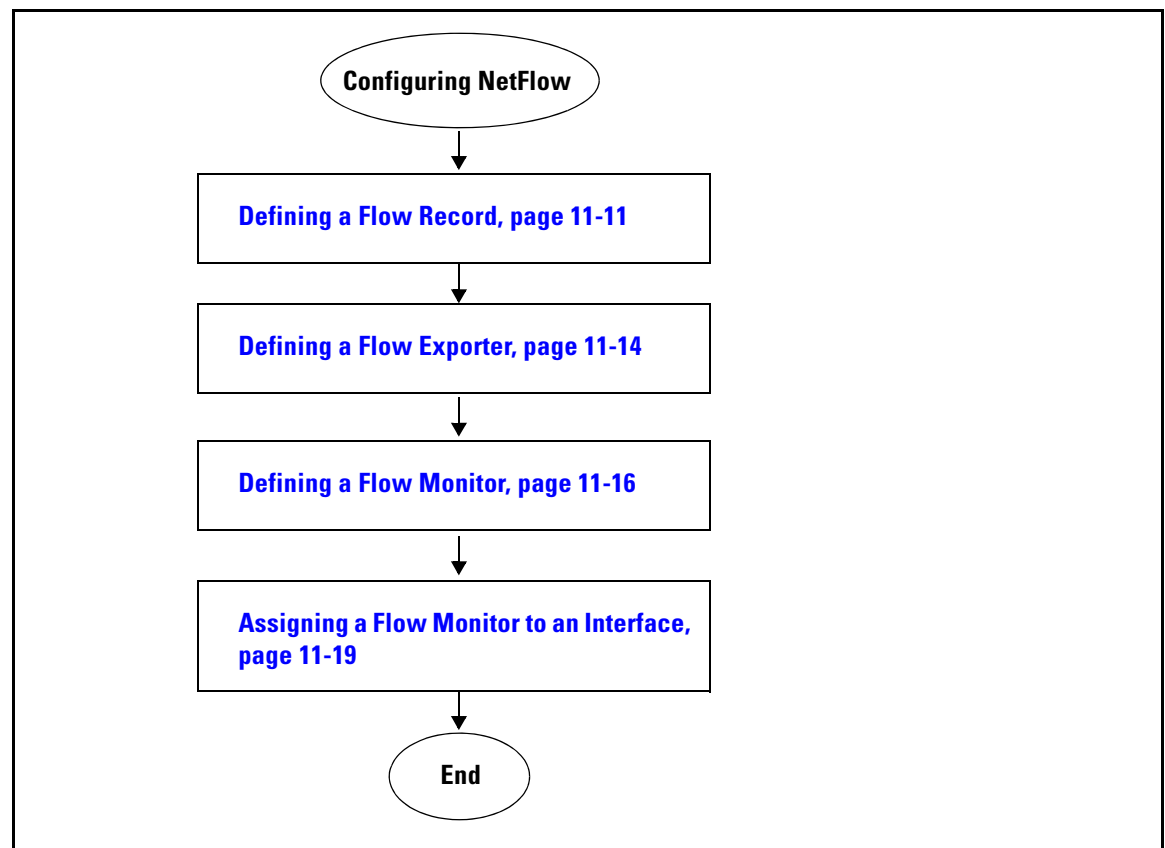 Configuring NetFlow
Defining a Flow Record, page 11-11
Defining a Flow Exporter, page 11-14
Defining a Flow Monitor, page 11-16
Assigning a Flow Monitor to an Interface,
page 11-19
End